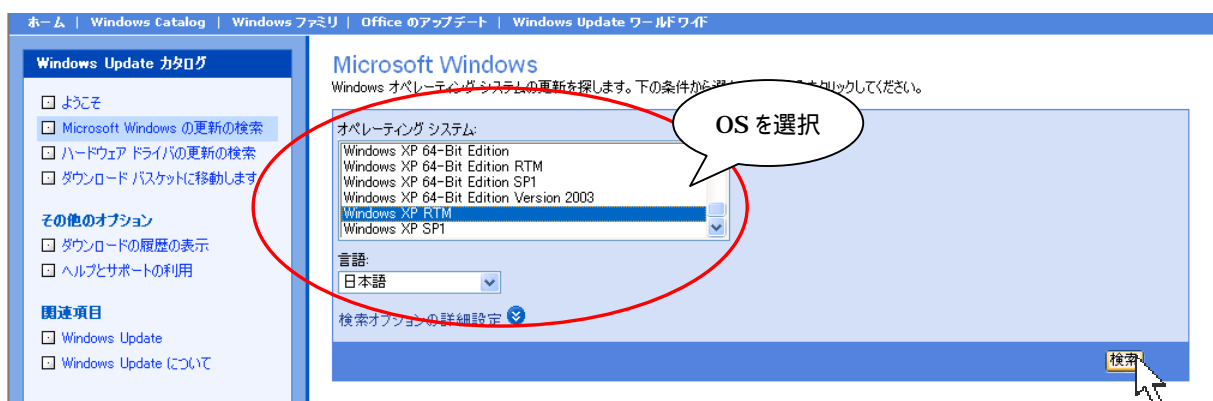 ホーム | Windows Catalog | Windows ファミリ | Office のアップデート | Windows Update ワールドワイド
Windows Update カタログ
ようこそ
Microsoft Windows の更新の検索
ハードウェア ドライバの更新の検索
ダウンロード バスケットに移動します
その他のオプション
ダウンロードの履歴の表示
ヘルプとサポートの利用
関連項目
Windows Update
Windows Update について
Microsoft Windows
Windows オペレーティング システムの更新を探します。下の条件から選 クリックしてください。
OS を選択
オペレーティング システム:
Windows XP 64-Bit Edition
Windows XP 64-Bit Edition RTM
Windows XP 64-Bit Edition SP1
Windows XP 64-Bit Edition Version 2003
Windows XP RTM
Windows XP SP1
言語:
日本語
検索オプションの詳細設定
検索